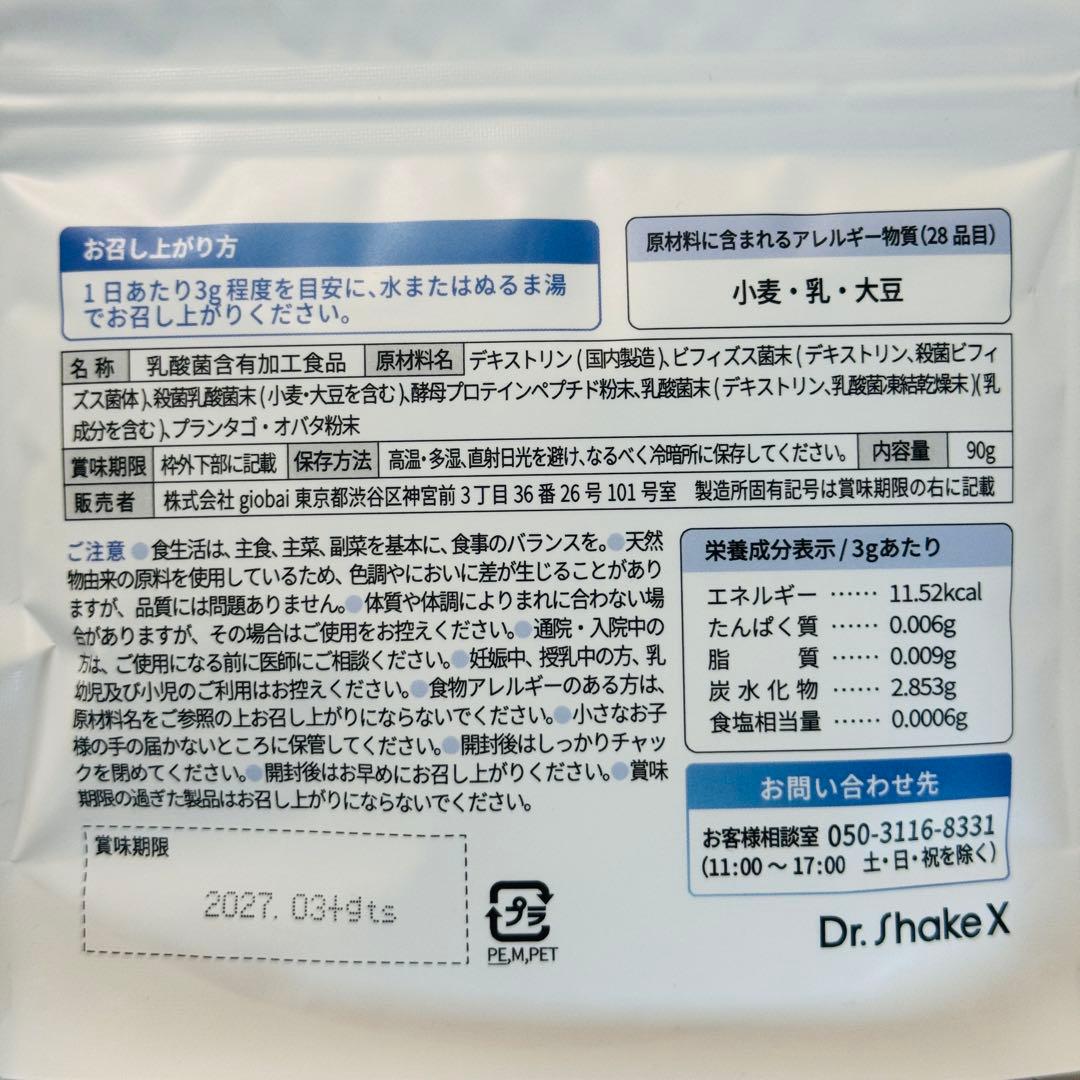 お召し上がり方
1日あたり3g程度を目安に、水またはぬるま湯
でお召し上がりください。
原材料に含まれるアレルギー物質(28品目)
小麦・乳・大豆
名称 乳酸菌含有加工食品 原材料名 デキストリン(国内製造)、ビフィズス菌末(デキストリン、殺菌ビフィ
ズス菌体)、殺菌乳酸菌末(小麦・大豆を含む)、酵母プロテインペプチド粉末、乳酸菌末(デキストリン、乳酸菌凍結乾燥末)(乳
成分を含む)、プランタゴ・オバタ粉末
賞味期限 枠外下部に記載 保存方法 高温・多湿、直射日光を避け、なるべく冷暗所に保存してください。 内容量 90g
販売者 株式会社giobai 東京都渋谷区神宮前3丁目36番26号101号室 製造所固有記号は賞味期限の右に記載
ご注意 ●食生活は、主食、主菜、副菜を基本に、食事のバランスを。●天然
物由来の原料を使用しているため、色調やにおいに差が生じることがあり
ますが、品質には問題ありません。●体質や体調によりまれに合わない場
合がありますが、その場合はご使用をお控えください。●通院・入院中の
方は、ご使用になる前に医師にご相談ください。●妊娠中、授乳中の方、乳
幼児及び小児のご利用はお控えください。●食物アレルギーのある方は、
原材料名をご参照の上お召し上がりにならないでください。●小さなお子
様の手の届かないところに保管してください。●開封後はしっかりチャッ
クを閉めてください。●開封後はお早めにお召し上がりください。●賞味
期限の過ぎた製品はお召し上がりにならないでください。
栄養成分表示/3gあたり
エネルギー …… 11.52kcal
たんぱく質 …… 0.006g
脂質 …… 0.009g
炭水化物 …… 2.853g
食塩相当量 …… 0.0006g
お問い合わせ先
お客様相談室 050-3116-8331
(11:00～17:00 土・日・祝を除く)
賞味期限
2027. 03+gts
プラ
PE,M,PET
Dr. Shake X